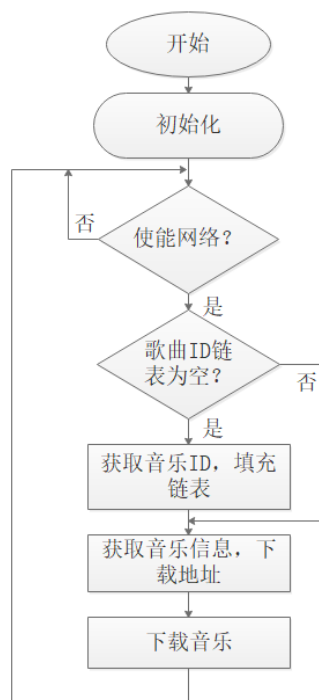 开始
初始化
否
使能网络？
是
歌曲ID链
表为空？
否
是
获取音乐ID，填充
链表
获取音乐信息，下
载地址
下载音乐